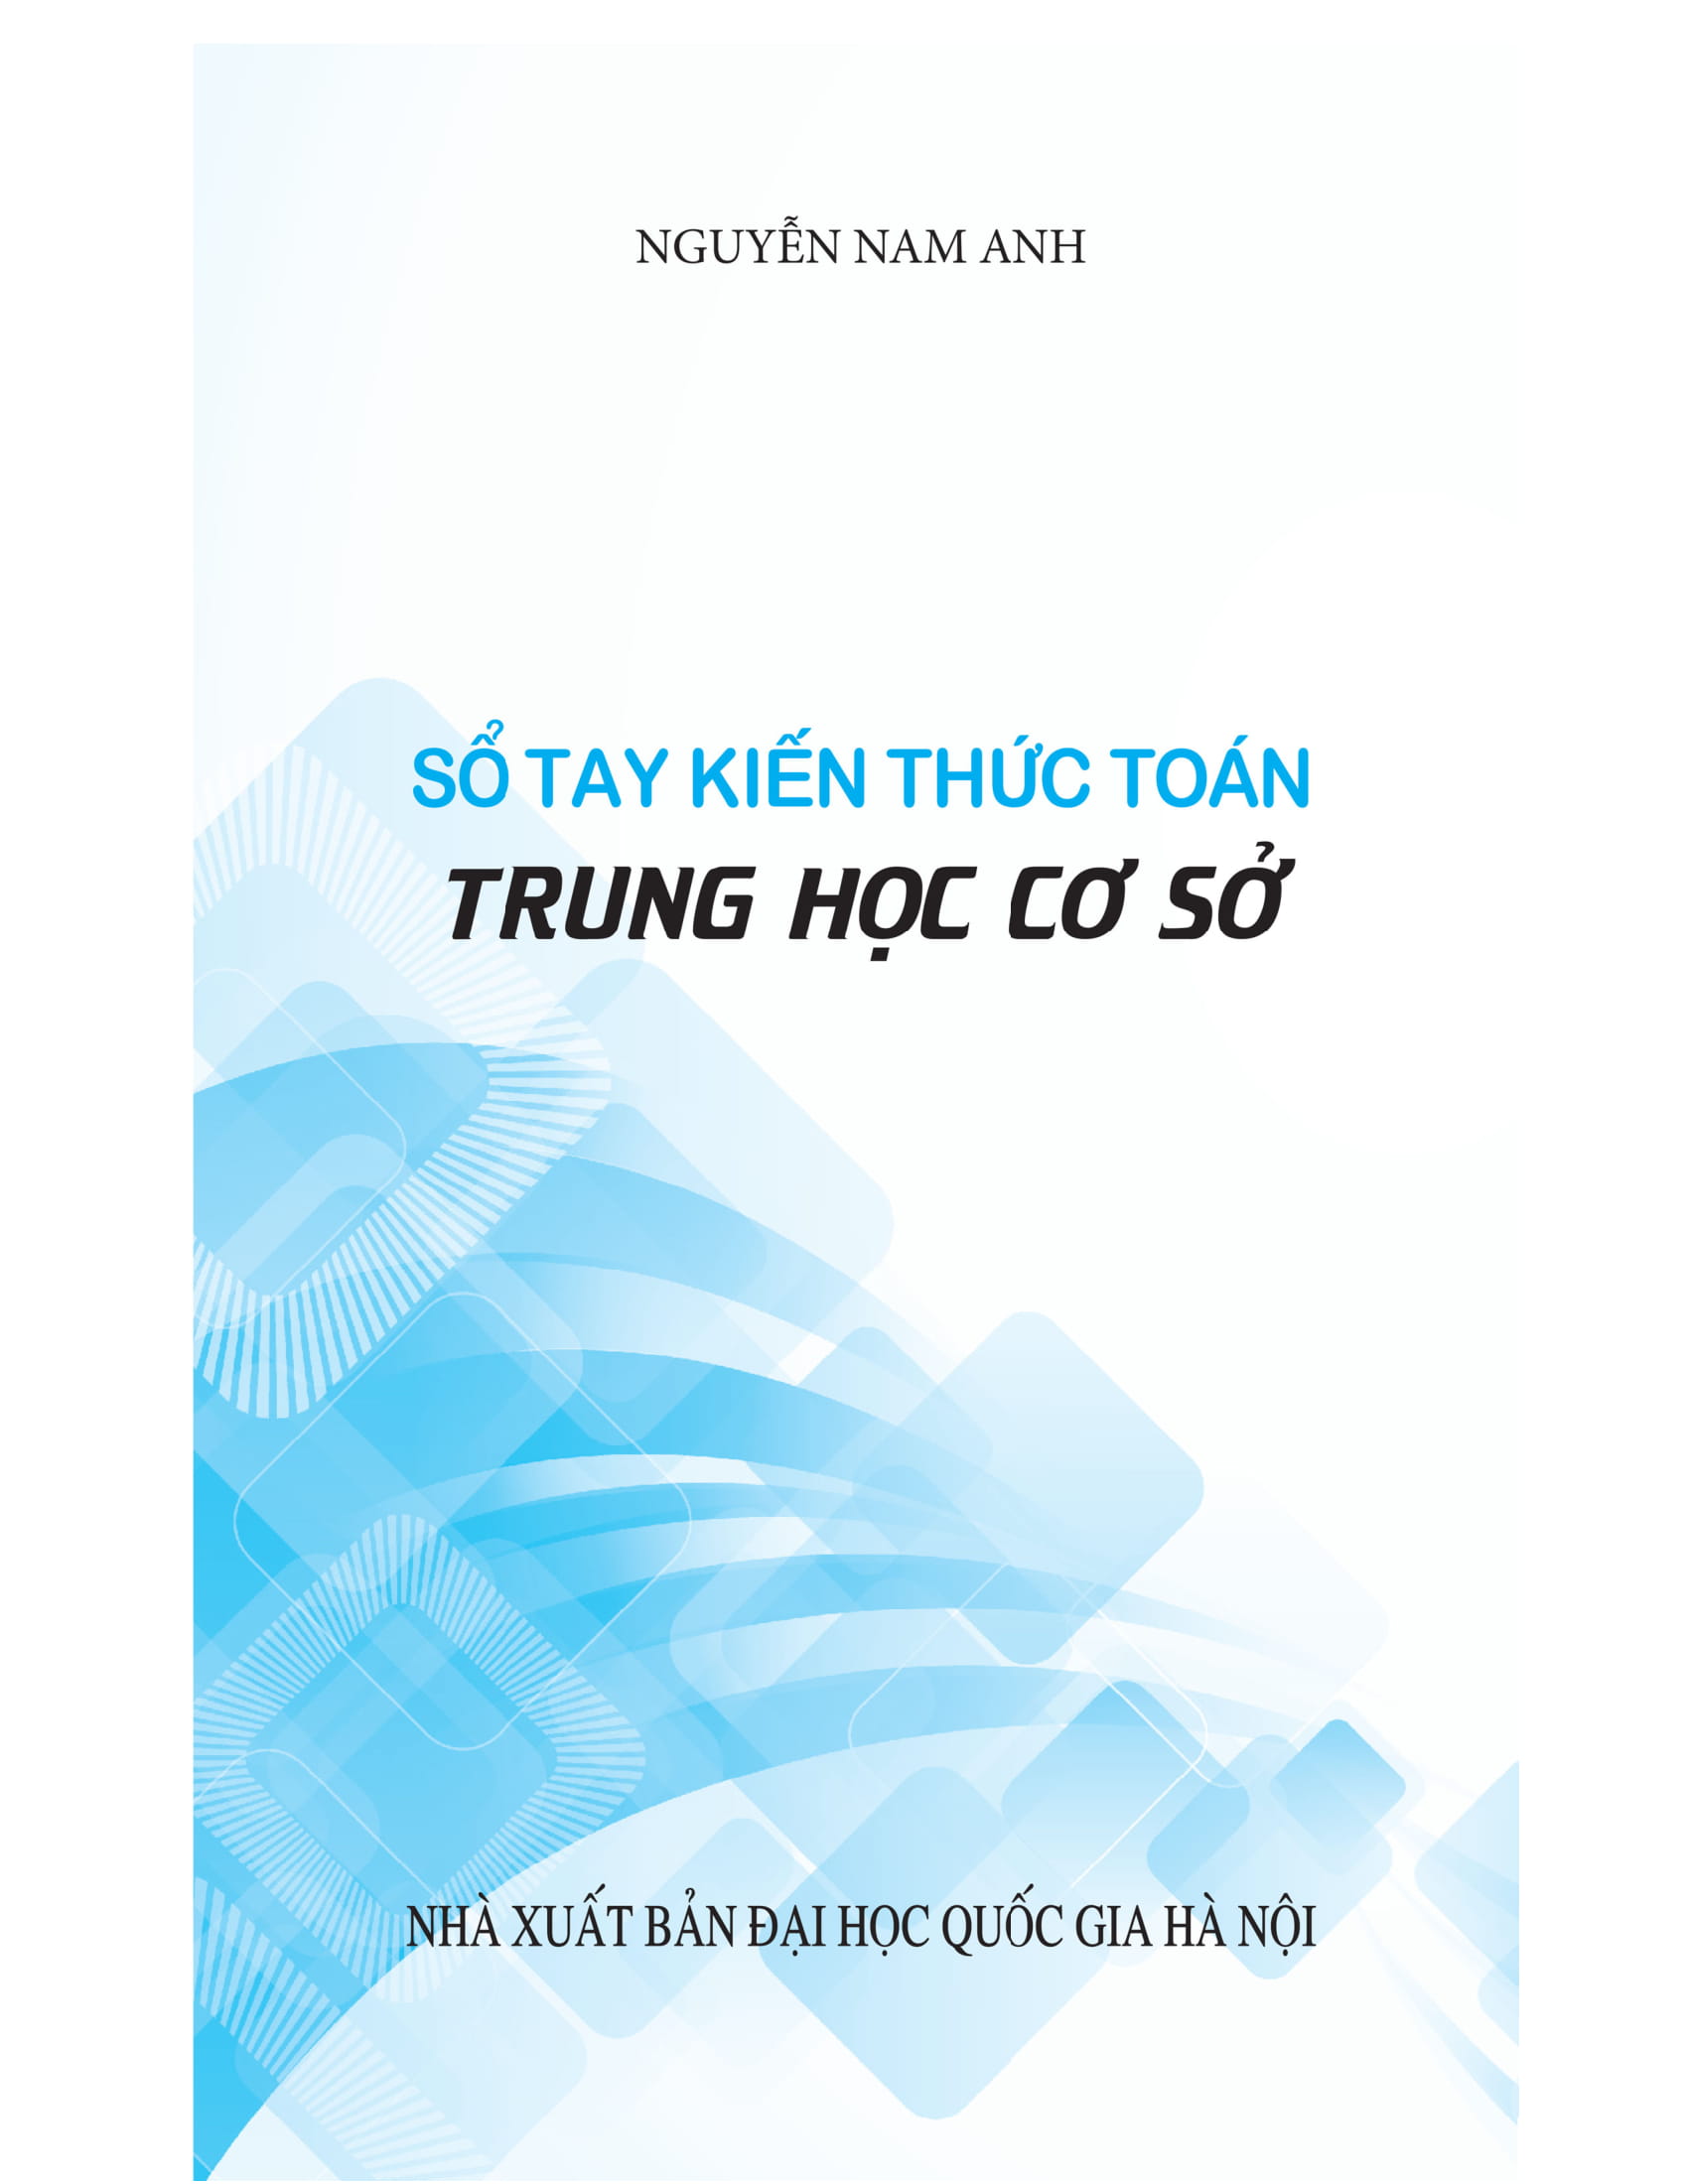 NGUYỄN NAM ANH
SỔ TAY KIẾN THỨC TOÁN
TRUNG HỌC CƠ SỞ
NHÀ XUẤT BẢN ĐẠI HỌC QUỐC GIA HÀ NỘI